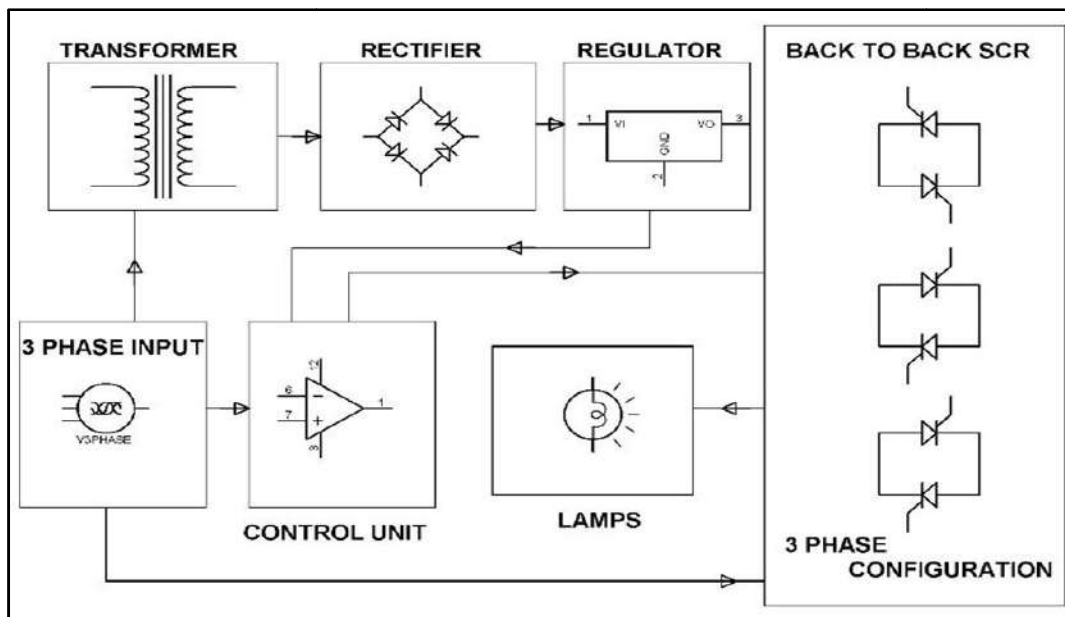 TRANSFORMER
RECTIFIER
REGULATOR
BACK TO BACK SCR
1
VI
VO
3
GND
2
3 PHASE INPUT
V3PHASE
12
6
7
1
3
CONTROL UNIT
LAMPS
3 PHASE
CONFIGURATION